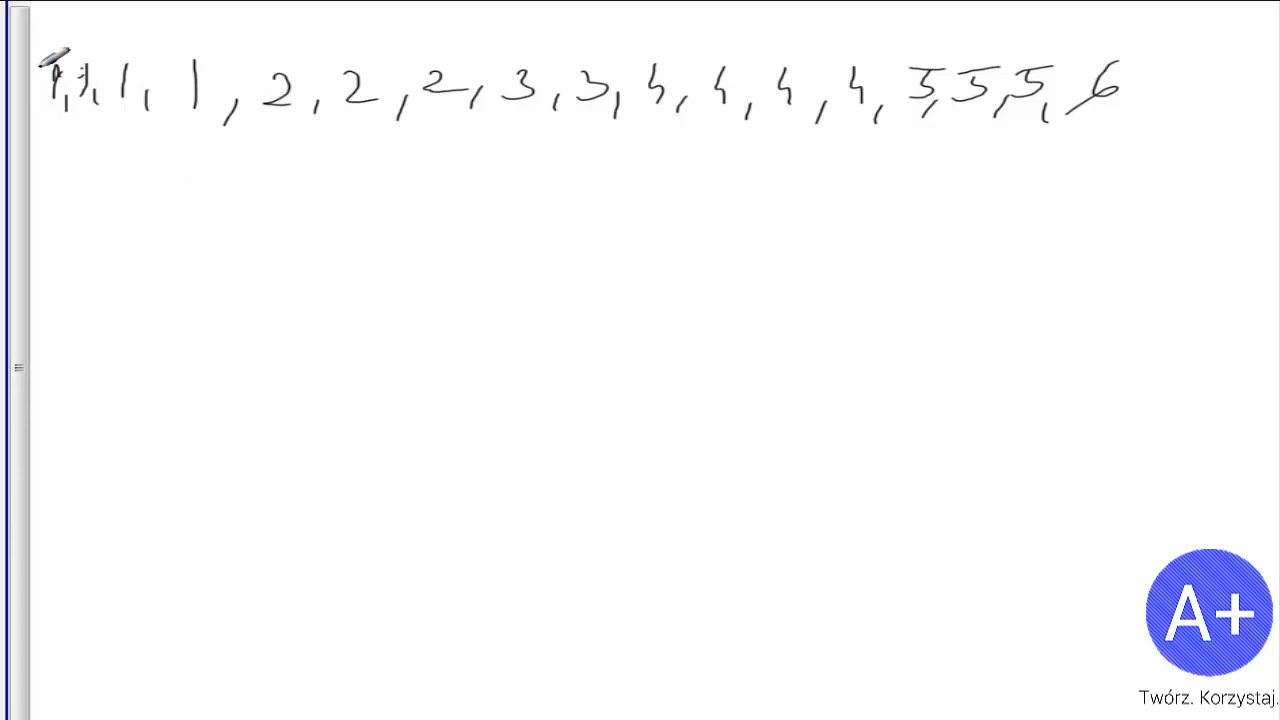 1, 1, 1, 1, 2, 2, 2, 3, 3, 4, 4, 4, 4, 5, 5, 5, 6
A+
Twórz. Korzystaj.